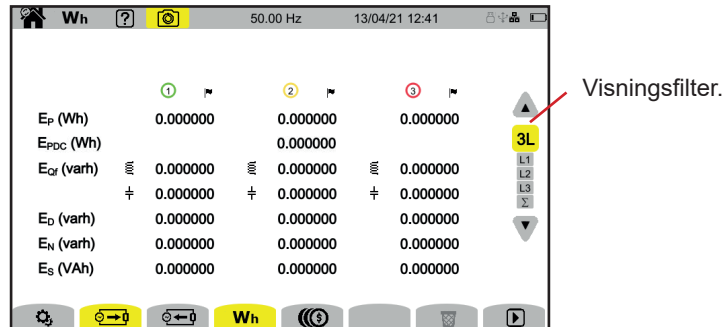 Wh ? 50.00 Hz 13/04/21 12:41
1 2 3
Visningsfilter.
EP (Wh) 0.000000 0.000000 0.000000
EPDC (Wh) 0.000000
3L
EQf (varh) 0.000000 0.000000 0.000000
L1
L2
L3
Σ
0.000000 0.000000 0.000000
ED (varh) 0.000000 0.000000 0.000000
EN (varh) 0.000000 0.000000 0.000000
ES (VAh) 0.000000 0.000000 0.000000
Wh